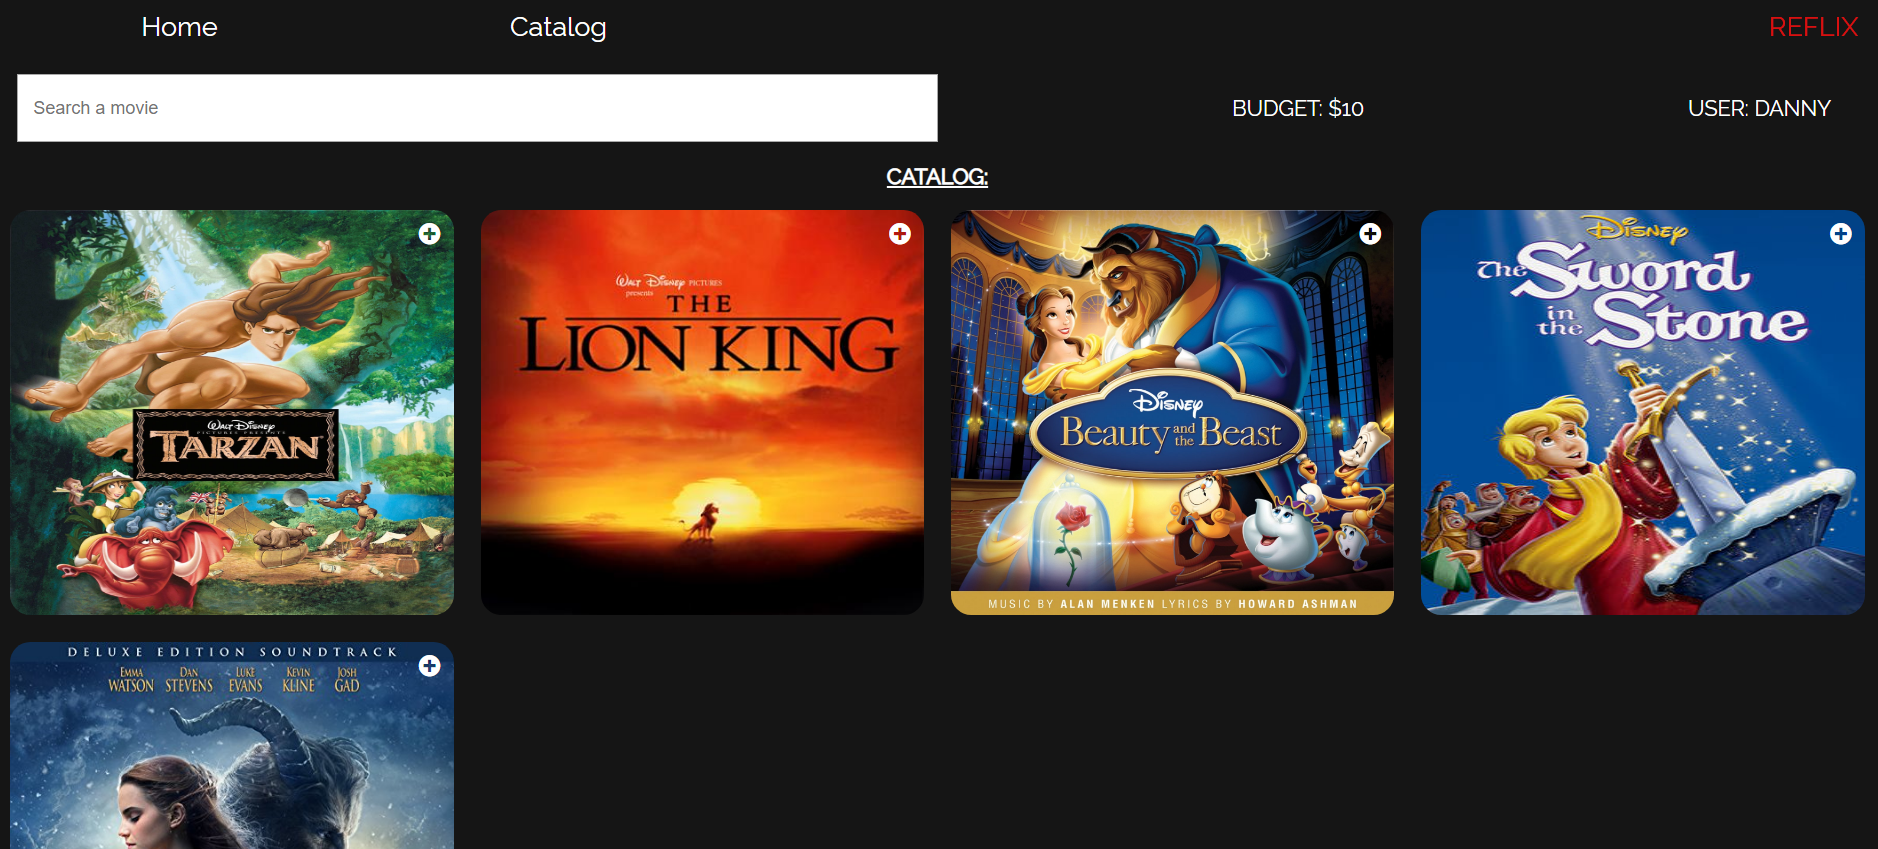 Home
Catalog
REFLIX
Search a movie
BUDGET: $10
USER: DANNY
CATALOG:
WALT DISNEY
PICTURES PRESENTS
TARZAN
WALT DISNEY PICTURES
presents
THE
LION KING
DISNEY
Beauty and the Beast
MUSIC BY ALAN MENKEN LYRICS BY HOWARD ASHMAN
DISNEY
The Sword
in the Stone
DELUXE EDITION SOUNDTRACK
EMMA WATSON
DAN STEVENS
LUKE EVANS
KEVIN KLINE
JOSH GAD